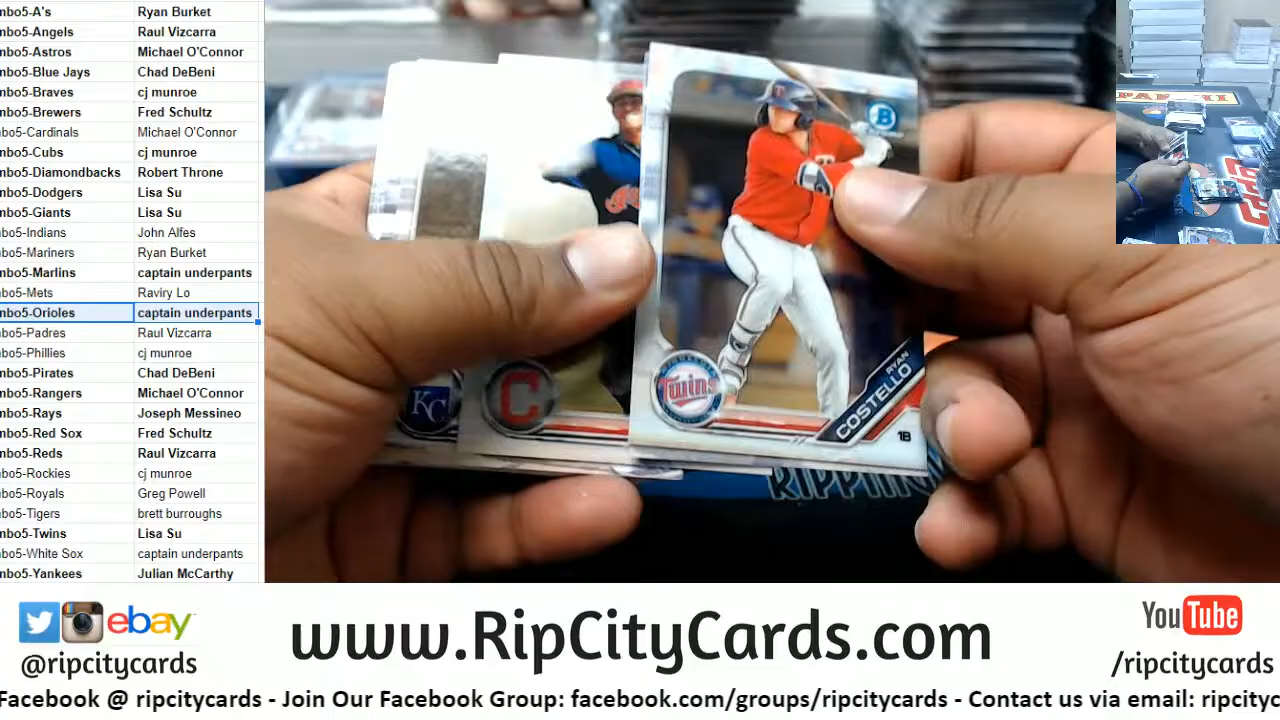 mbo5-A's Ryan Burket
mbo5-Angels Raul Vizcarra
mbo5-Astros Michael O'Connor
mbo5-Blue Jays Chad DeBeni
mbo5-Braves cj munroe
mbo5-Brewers Fred Schultz
mbo5-Cardinals Michael O'Connor
mbo5-Cubs cj munroe
mbo5-Diamondbacks Robert Throne
mbo5-Dodgers Lisa Su
mbo5-Giants Lisa Su
mbo5-Indians John Alfes
mbo5-Mariners Ryan Burket
mbo5-Marlins captain underpants
mbo5-Mets Raviry Lo
mbo5-Orioles captain underpants
mbo5-Padres Raul Vizcarra
mbo5-Phillies cj munroe
mbo5-Pirates Chad DeBeni
mbo5-Rangers Michael O'Connor
mbo5-Rays Joseph Messineo
mbo5-Red Sox Fred Schultz
mbo5-Reds Raul Vizcarra
mbo5-Rockies cj munroe
mbo5-Royals Greg Powell
mbo5-Tigers brett burroughs
mbo5-Twins Lisa Su
mbo5-White Sox captain underpants
mbo5-Yankees Julian McCarthy
B
T
KC
C
Twins
RYAN
COSTELLO
1B
PANINI
ebay
@ripcitycards
www.RipCityCards.com
YouTube
/ripcitycards
Facebook @ ripcitycards - Join Our Facebook Group: facebook.com/groups/ripcitycards - Contact us via email: ripcityc